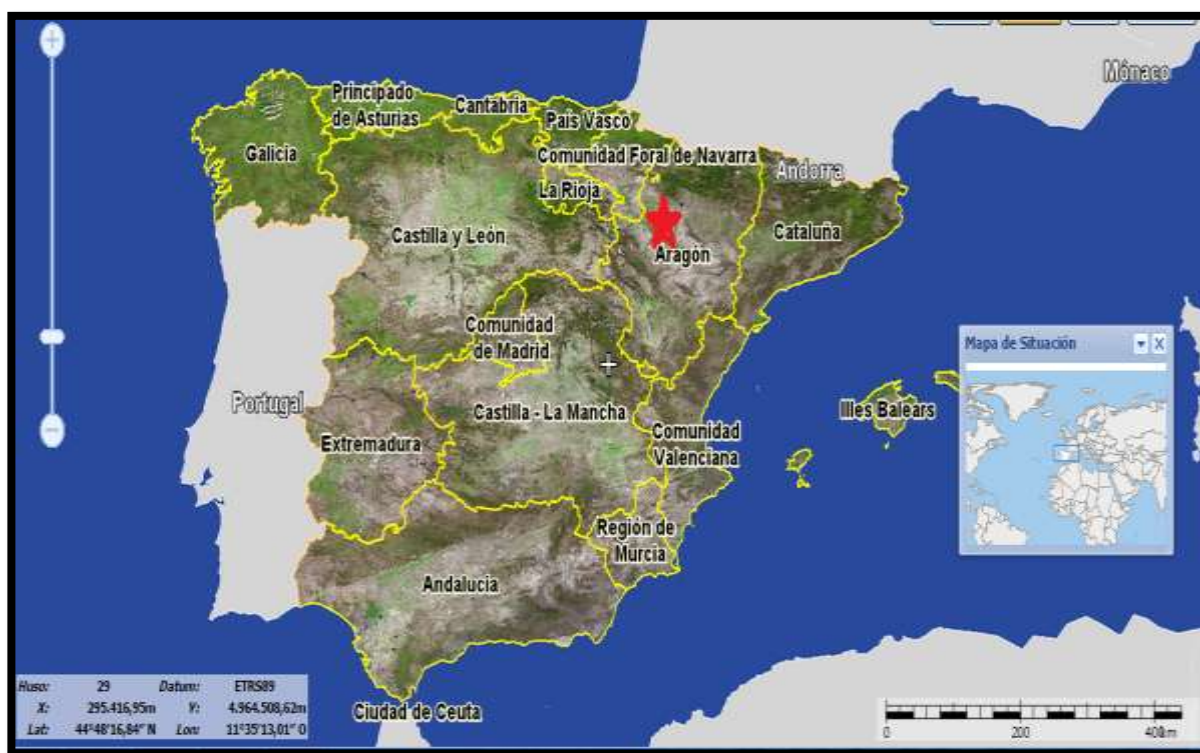 Mónaco
Principado
de Asturias
Cantabria
País Vasco
Galicia
Comunidad Foral de Navarra
Andorra
La Rioja
Castilla y León
Cataluña
Aragón
Comunidad
de Madrid
Mapa de Situación
Portugal
Castilla - La Mancha
Illes Balears
Extremadura
Comunidad
Valenciana
Región de
Murcia
Andalucía
Huso: 29 Datum: ETRS89
X: 295.416,95m Y: 4.964.508,62m
Lat: 44°48'16,84" N Lon: 11°35'13,01" O
Ciudad de Ceuta
0 200 400km